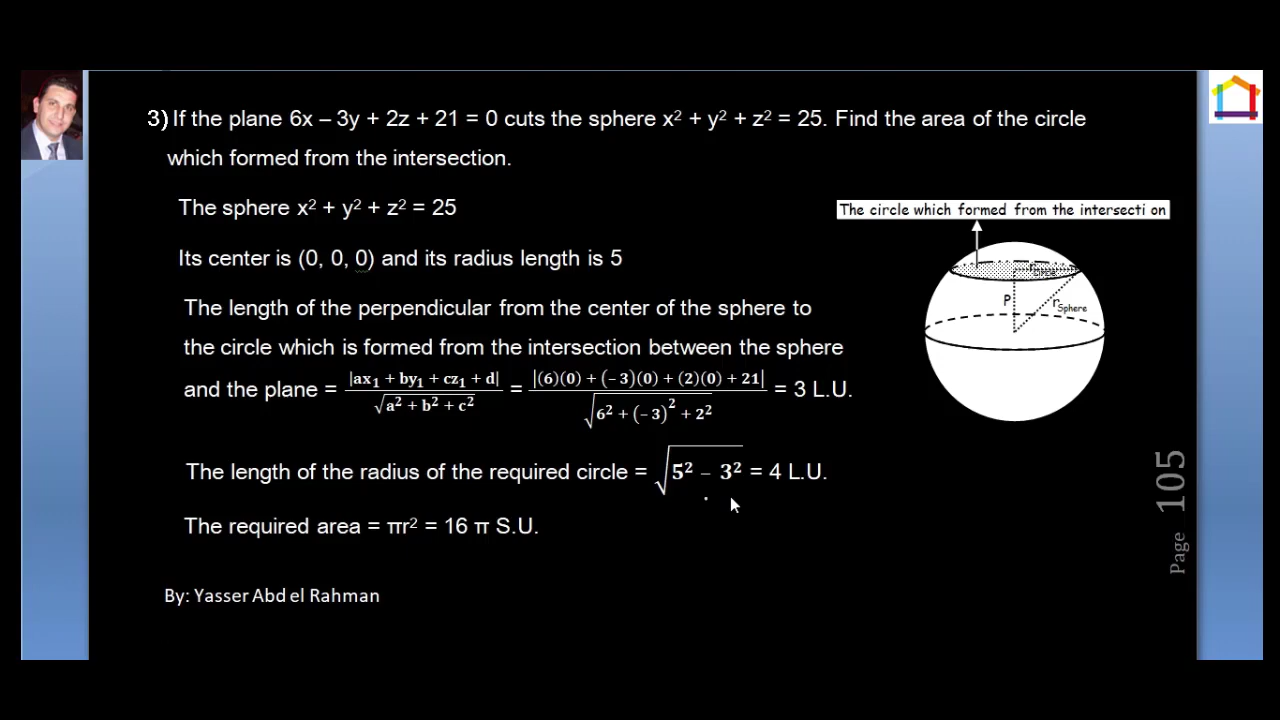 3) If the plane 6x – 3y + 2z + 21 = 0 cuts the sphere x² + y² + z² = 25. Find the area of the circle
which formed from the intersection.
The sphere x² + y² + z² = 25
The circle which formed from the intersecti on
Its center is (0, 0, 0) and its radius length is 5
r Circle
P
r Sphere
The length of the perpendicular from the center of the sphere to
the circle which is formed from the intersection between the sphere
and the plane = |ax₁ + by₁ + cz₁ + d| / √(a² + b² + c²) = |(6)(0) + (–3)(0) + (2)(0) + 21| / √(6² + (–3)² + 2²) = 3 L.U.
The length of the radius of the required circle = √(5² – 3²) = 4 L.U.
The required area = πr² = 16 π S.U.
By: Yasser Abd el Rahman
Page 105